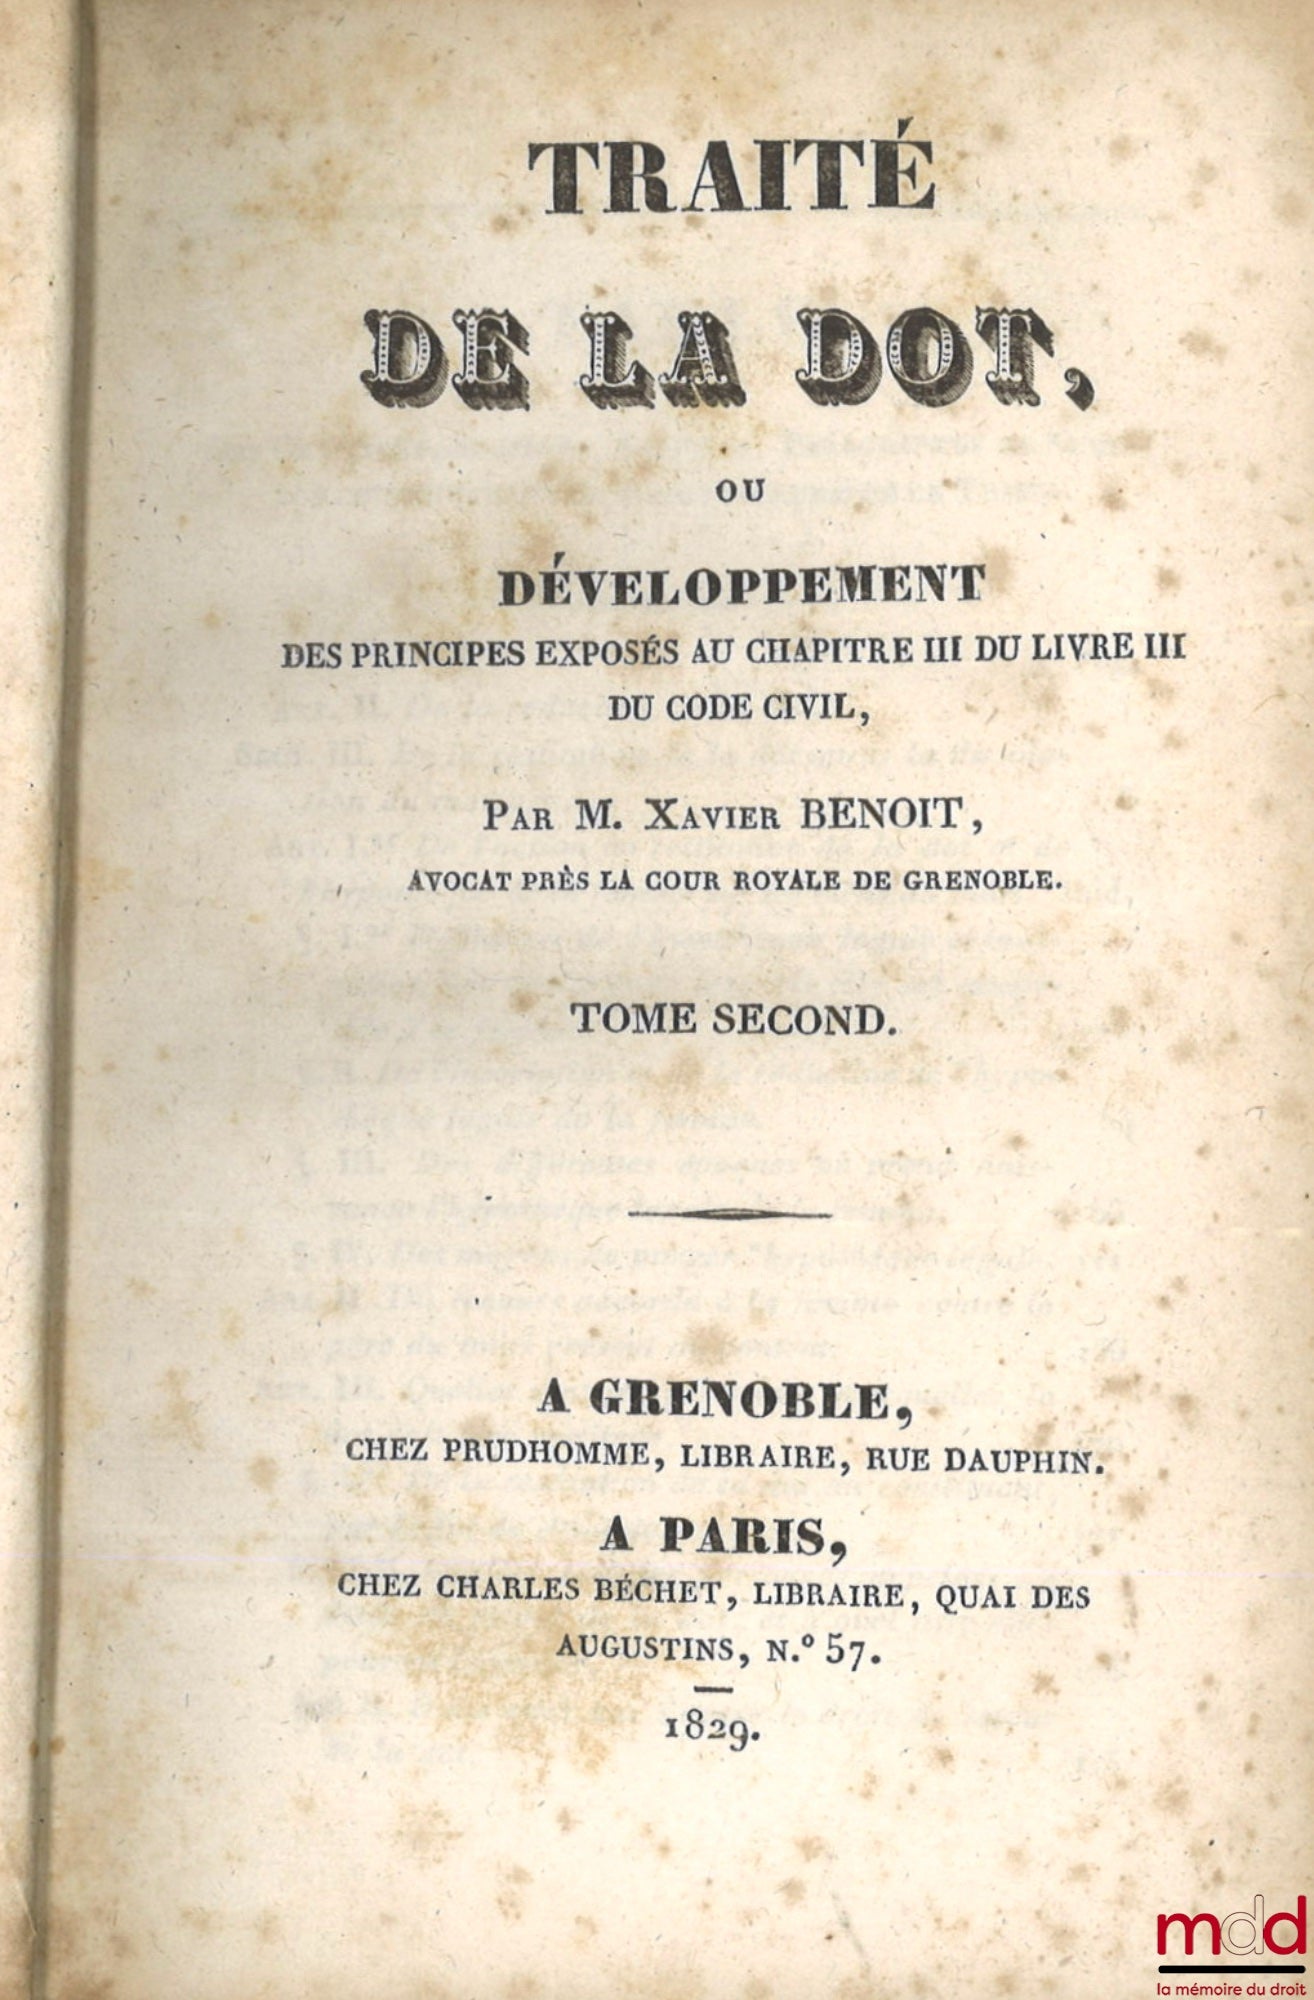 TRAITÉ
DE LA DOT,
OU
DÉVELOPPEMENT
DES PRINCIPES EXPOSÉS AU CHAPITRE III DU LIVRE III
DU CODE CIVIL,
PAR M. XAVIER BENOIT,
AVOCAT PRÈS LA COUR ROYALE DE GRENOBLE.
TOME SECOND.
A GRENOBLE,
CHEZ PRUDHOMME, LIBRAIRE, RUE DAUPHIN.
A PARIS,
CHEZ CHARLES BÉCHET, LIBRAIRE, QUAI DES
AUGUSTINS, N.º 57.
1829.
mdd
la mémoire du droit